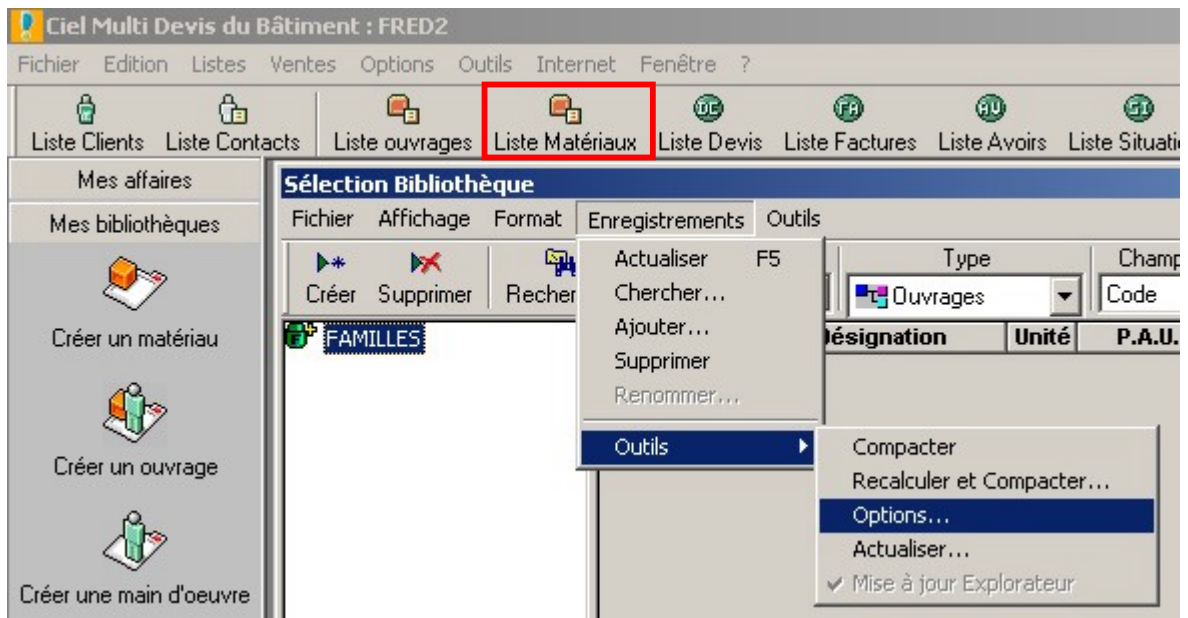 Ciel Multi Devis du Bâtiment : FRED2
Fichier Edition Listes Ventes Options Outils Internet Fenêtre ?
Liste Clients Liste Contacts Liste ouvrages Liste Matériaux Liste Devis Liste Factures Liste Avoirs Liste Situati
Mes affaires
Mes bibliothèques
Créer un matériau
Créer un ouvrage
Créer une main d'oeuvre
Sélection Bibliothèque
Fichier Affichage Format Enregistrements Outils
Créer Supprimer Recher
Type Champ
Ouvrages Code
FAMILLES
Désignation Unité P.A.U.
Actualiser F5
Chercher...
Ajouter...
Supprimer
Renommer...
Outils
Compacter
Recalculer et Compacter...
Options...
Actualiser...
Mise à jour Explorateur